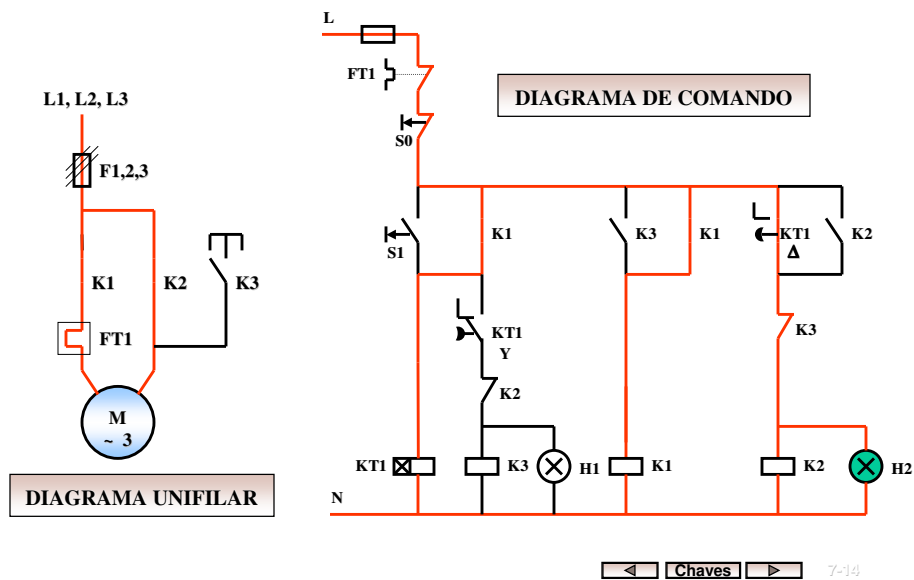 L
FT1
DIAGRAMA DE COMANDO
L1, L2, L3
S0
F1,2,3
K1
K2
K3
S1
K1
K3
K1
KT1
Δ
K2
FT1
KT1
Y
K3
K2
M
~ 3
KT1
K3
H1
K1
K2
H2
DIAGRAMA UNIFILAR
N
Chaves
7-14